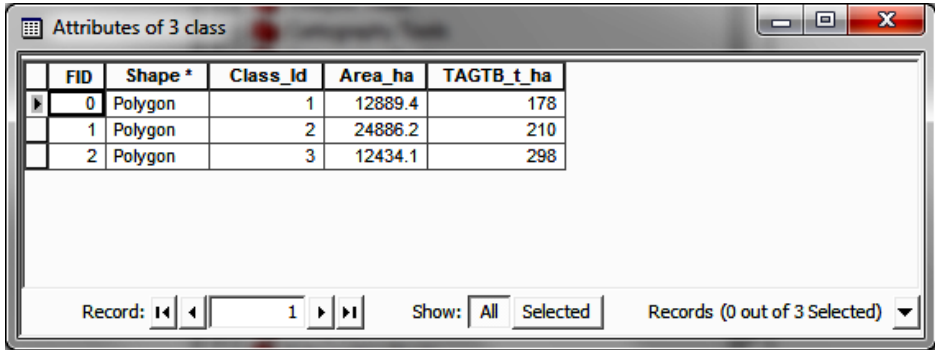 Attributes of 3 class
FID Shape * Class_Id Area_ha TAGTB_t_ha
0 Polygon 1 12889.4 178
1 Polygon 2 24886.2 210
2 Polygon 3 12434.1 298
Record: 1 Show: All Selected Records (0 out of 3 Selected)